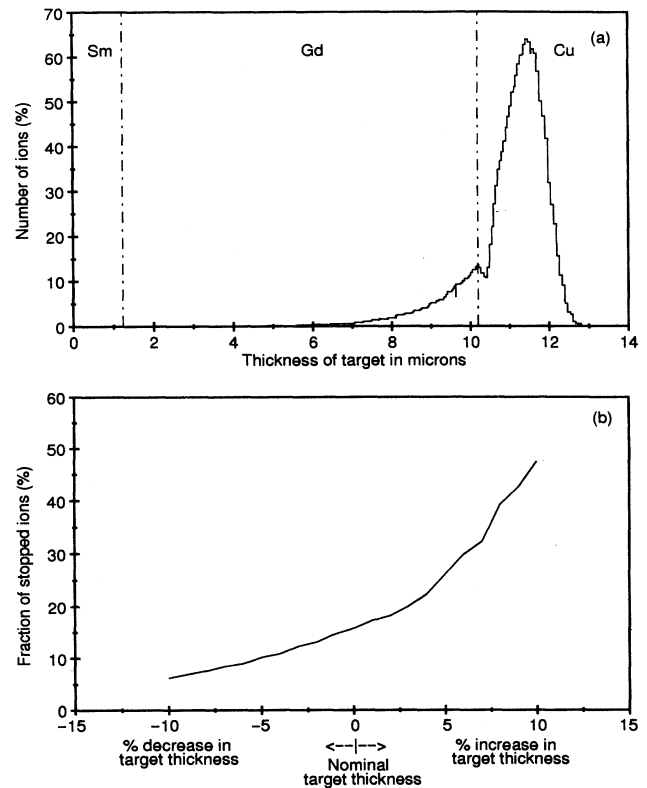 70
60
50
40
30
20
10
0
Number of ions (%)
Sm
Gd
Cu
(a)
0 2 4 6 8 10 12 14
Thickness of target in microns
60
50
40
30
20
10
0
Fraction of stopped ions (%)
(b)
−15 −10 −5 0 5 10 15
% decrease in
target thickness
<--|-->
Nominal
target thickness
% increase in
target thickness